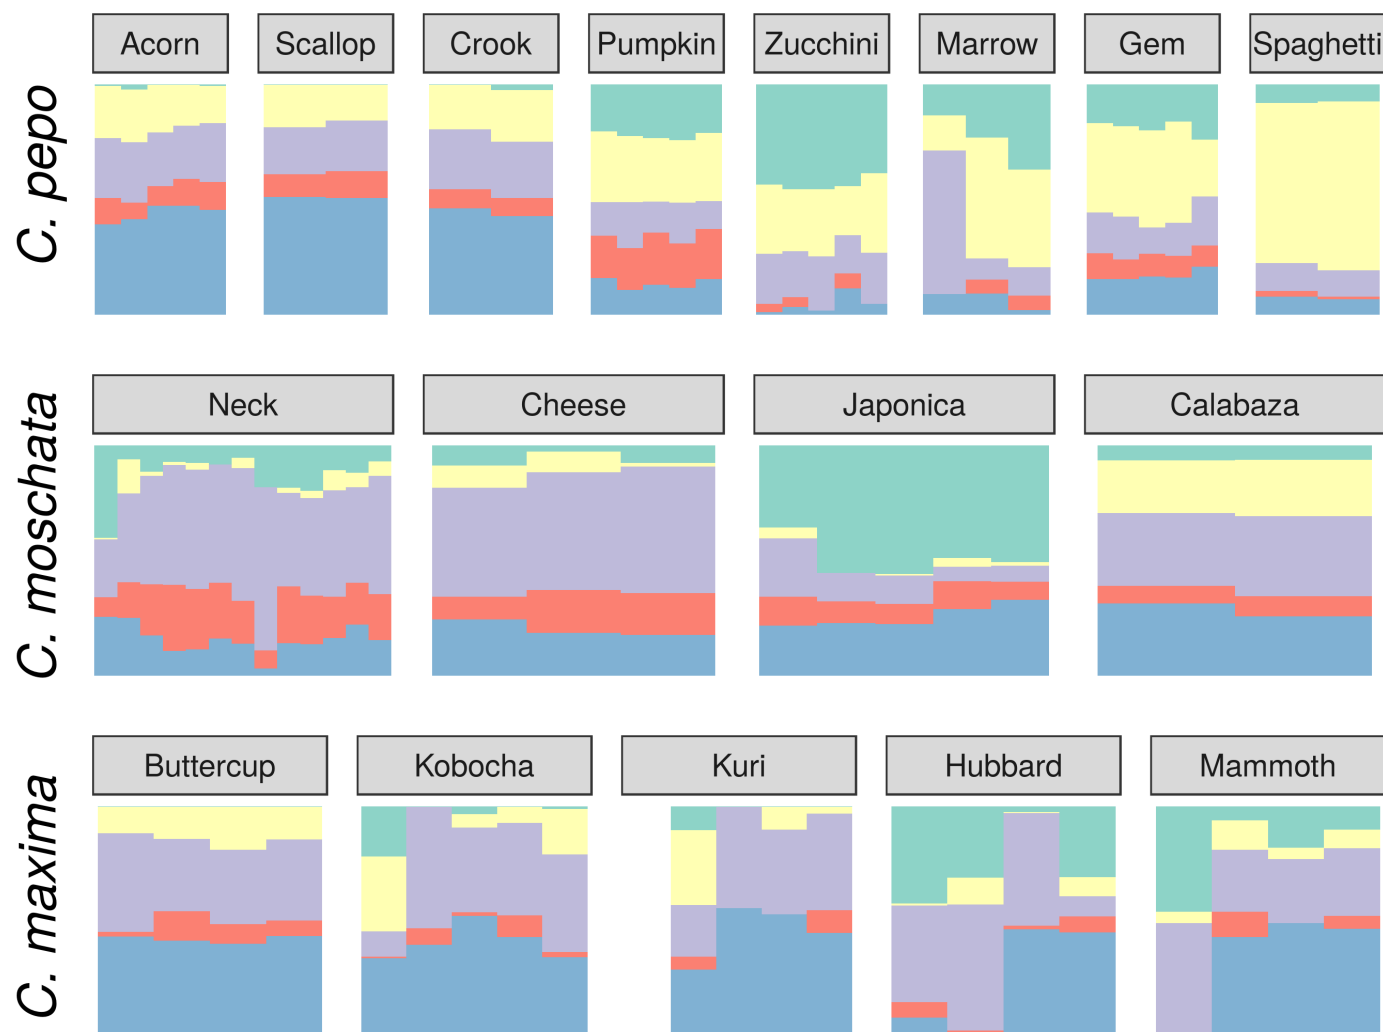 C. pepo
Acorn Scallop Crook Pumpkin Zucchini Marrow Gem Spaghetti
C. moschata
Neck Cheese Japonica Calabaza
C. maxima
Buttercup Kobocha Kuri Hubbard Mammoth